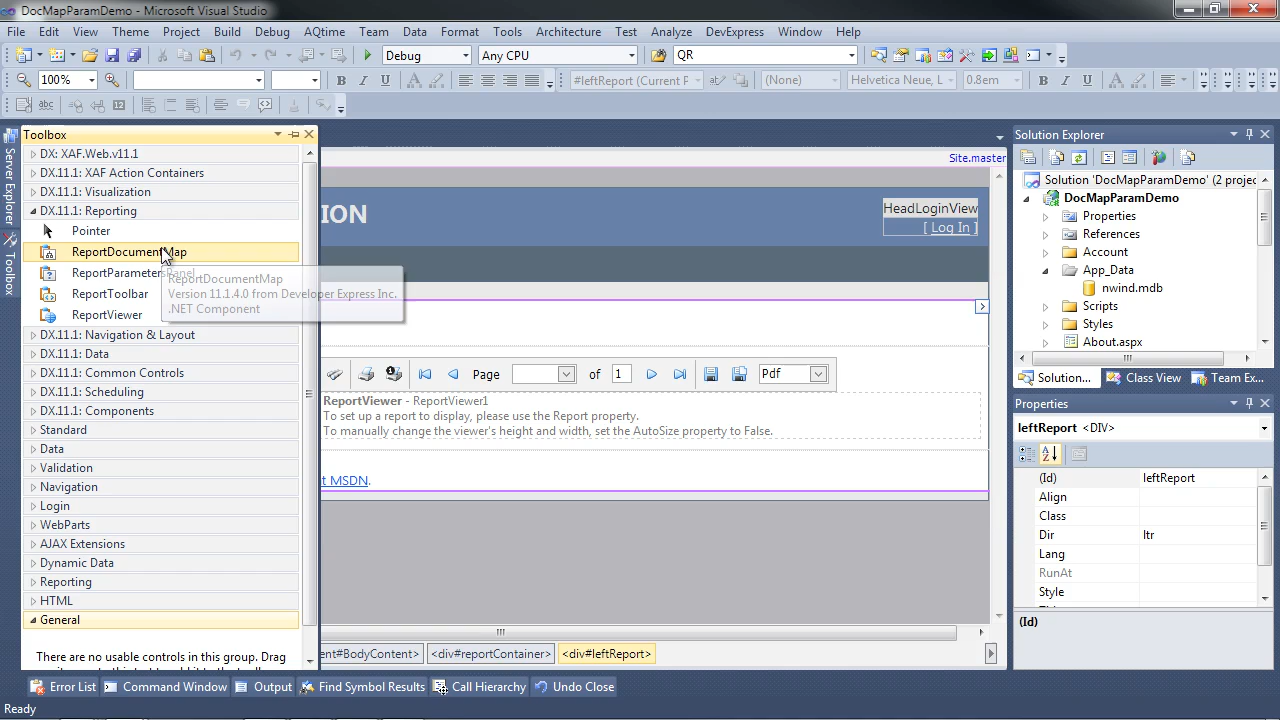 DocMapParamDemo - Microsoft Visual Studio
File Edit View Theme Project Build Debug AQtime Team Data Format Tools Architecture Test Analyze DevExpress Window Help
Debug Any CPU QR
100% B I U A #leftReport (Current P (None) Helvetica Neue, L 0.8em B I U A
abc
Server Explorer
Toolbox
Toolbox
DX: XAF.Web.v11.1
DX.11.1: XAF Action Containers
DX.11.1: Visualization
DX.11.1: Reporting
Pointer
ReportDocumentMap
ReportParametersPanel
ReportToolbar
ReportViewer
DX.11.1: Navigation & Layout
DX.11.1: Data
DX.11.1: Common Controls
DX.11.1: Scheduling
DX.11.1: Components
Standard
Data
Validation
Navigation
Login
WebParts
AJAX Extensions
Dynamic Data
Reporting
HTML
General
There are no usable controls in this group. Drag
ReportDocumentMap
Version 11.1.4.0 from Developer Express Inc.
.NET Component
Site.master
ION
HeadLoginView
[ Log In ]
Page of 1 Pdf
ReportViewer - ReportViewer1
To set up a report to display, please use the Report property.
To manually change the viewer's height and width, set the AutoSize property to False.
t MSDN.
ent#BodyContent> <div#reportContainer> <div#leftReport>
Solution Explorer
Solution 'DocMapParamDemo' (2 projec
DocMapParamDemo
Properties
References
Account
App_Data
nwind.mdb
Scripts
Styles
About.aspx
Solution... Class View Team Ex...
Properties
leftReport <DIV>
(Id) leftReport
Align
Class
Dir ltr
Lang
RunAt
Style
(Id)
Error List Command Window Output Find Symbol Results Call Hierarchy Undo Close
Ready